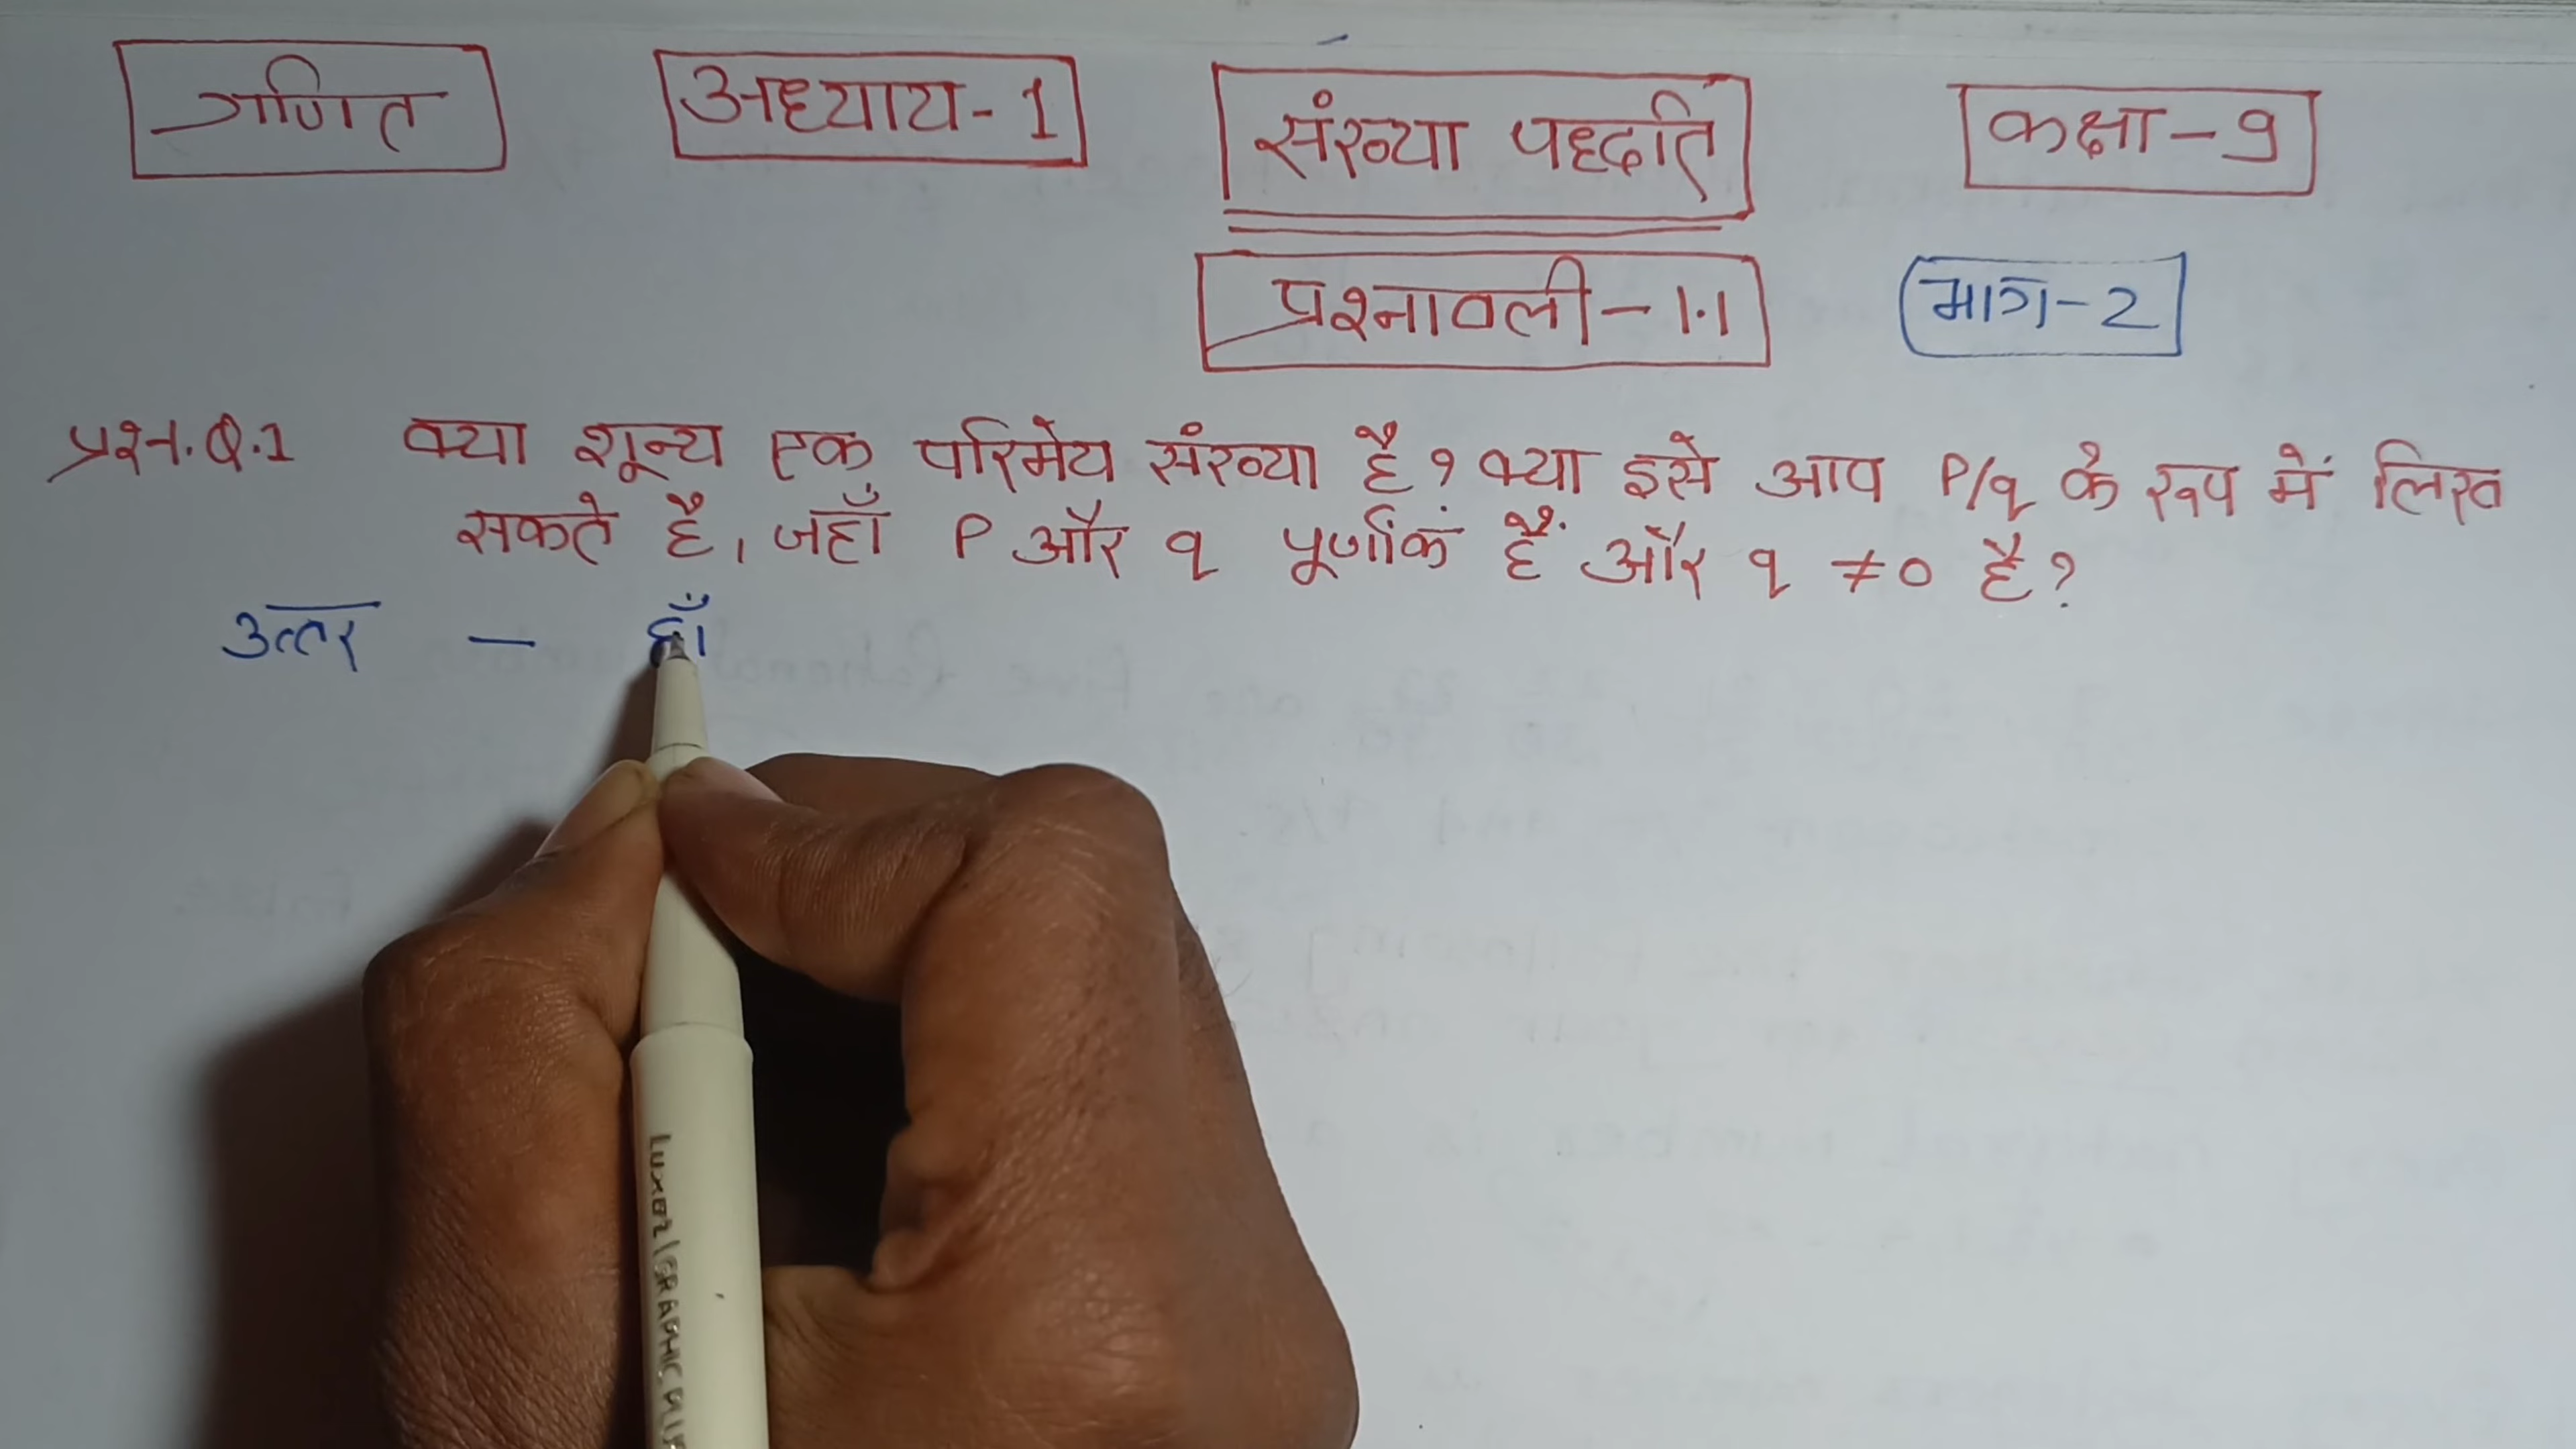 गणित अध्याय-1 संख्या पद्धति कक्षा-9
प्रश्नावली-1.1 भाग-2
प्रश्न.Q.1 क्या शून्य एक परिमेय संख्या है? क्या इसे आप P/q के रूप में लिख
सकते है, जहाँ P और q पूर्णांक हैं और q ≠0 है?
उत्तर — हाँ
Luxor/GRAPHIC